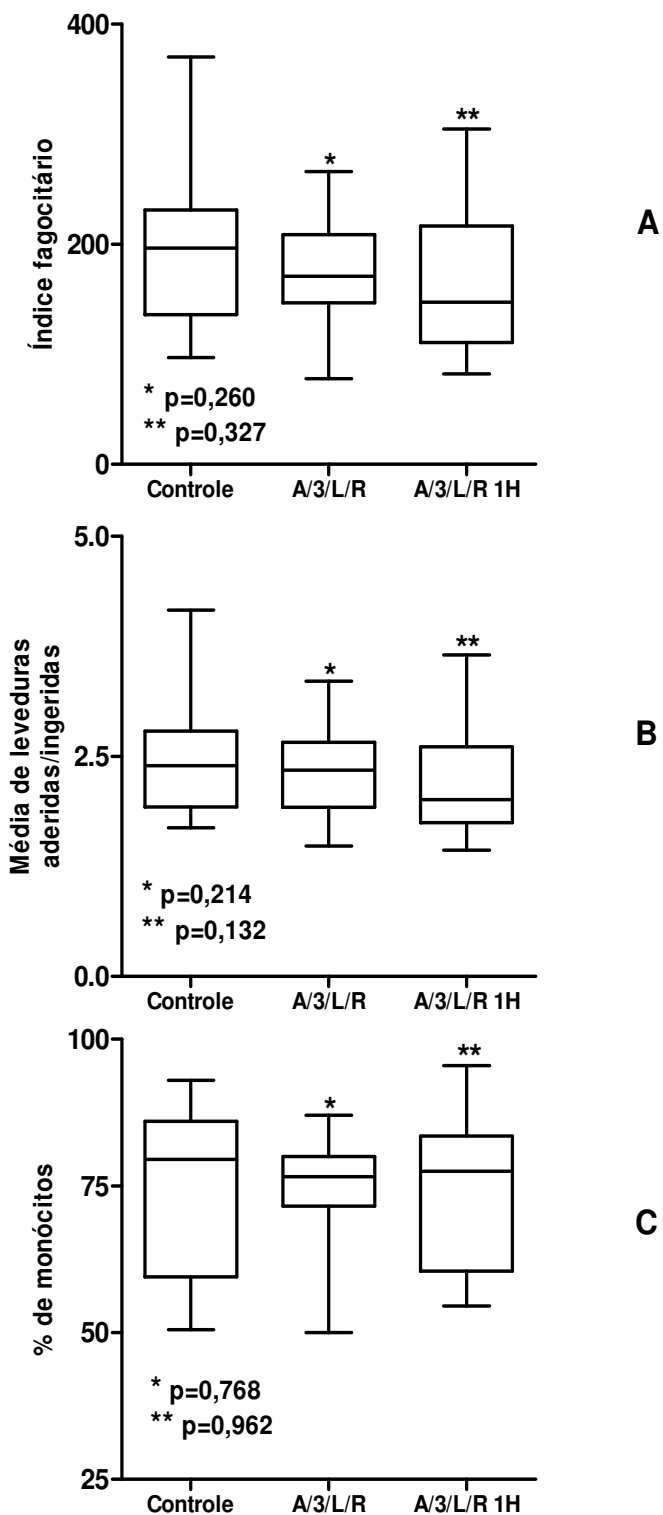 400
200
0
Índice fagocitário
*
**
* p=0,260
** p=0,327
Controle A/3/L/R A/3/L/R 1H
A
5.0
2.5
0.0
Média de leveduras
aderidas/ingeridas
*
**
* p=0,214
** p=0,132
Controle A/3/L/R A/3/L/R 1H
B
100
75
50
25
% de monócitos
*
**
* p=0,768
** p=0,962
Controle A/3/L/R A/3/L/R 1H
C